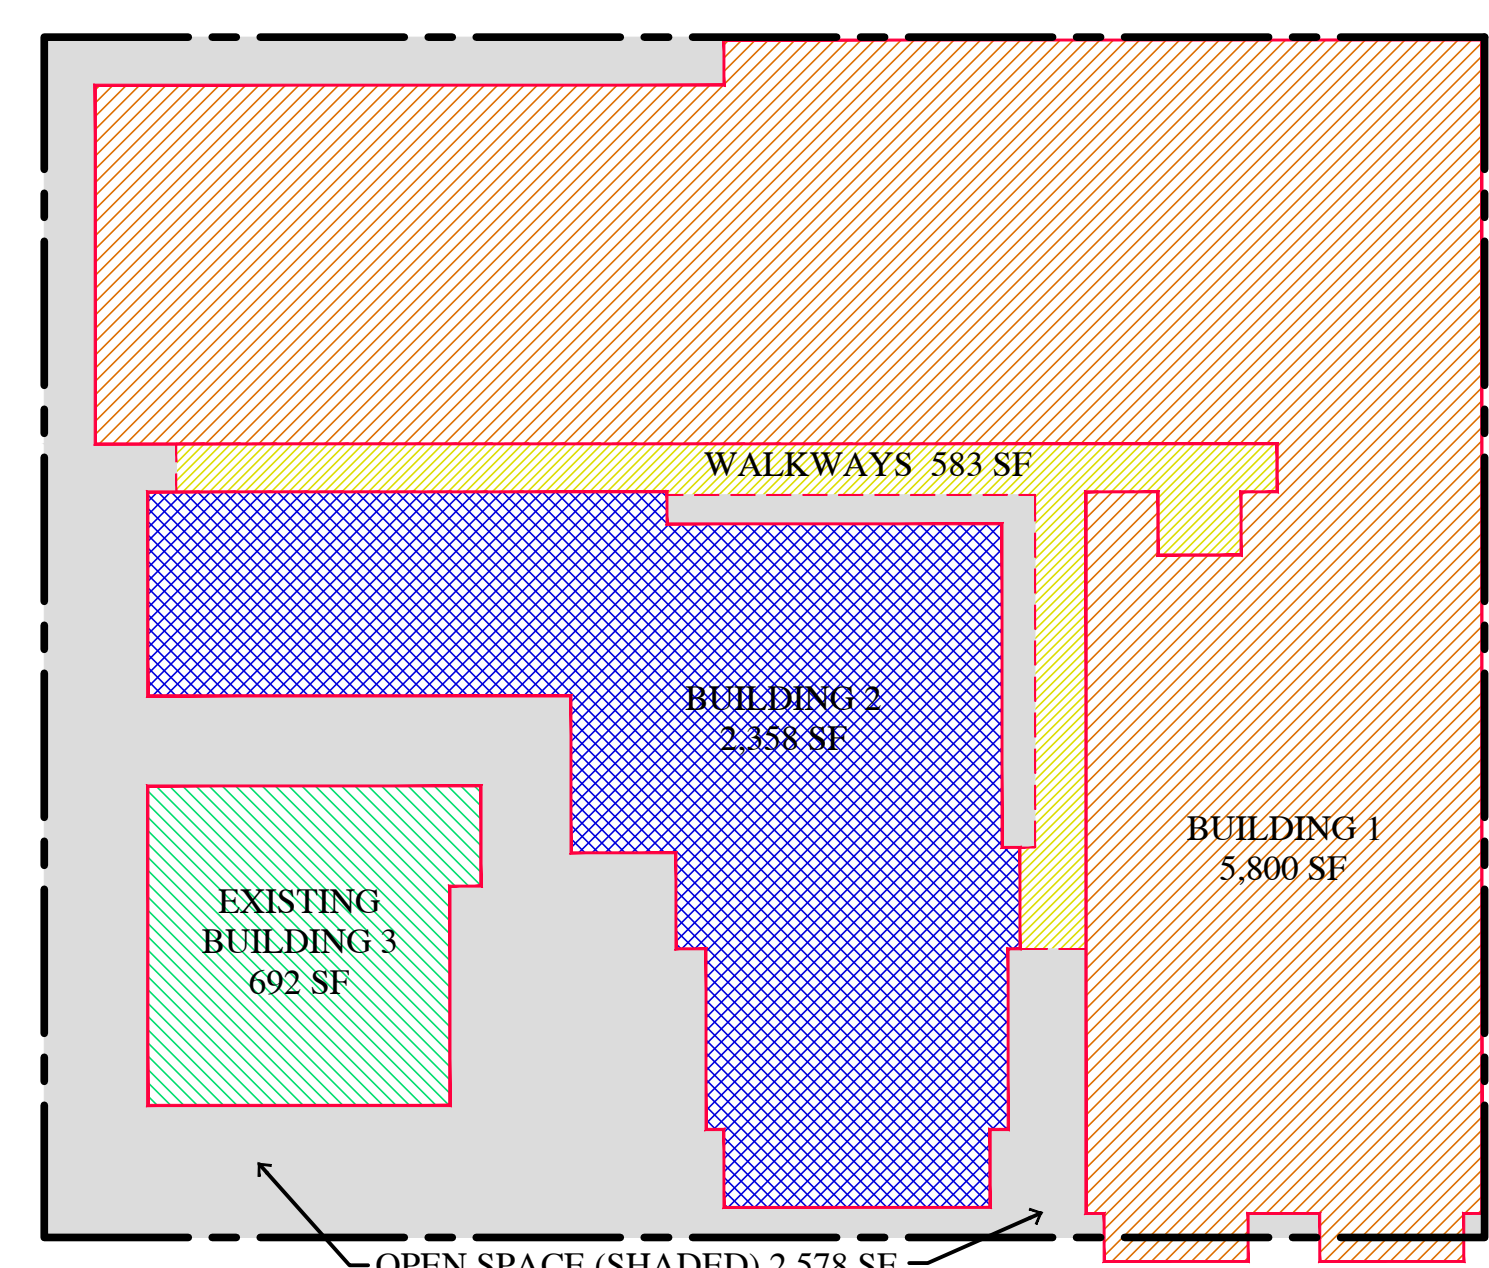 WALKWAYS  583 SF
BUILDING 2
2,358 SF
BUILDING 1
5,800 SF
EXISTING
BUILDING 3
692 SF
OPEN SPACE (SHADED) 2,578 SF